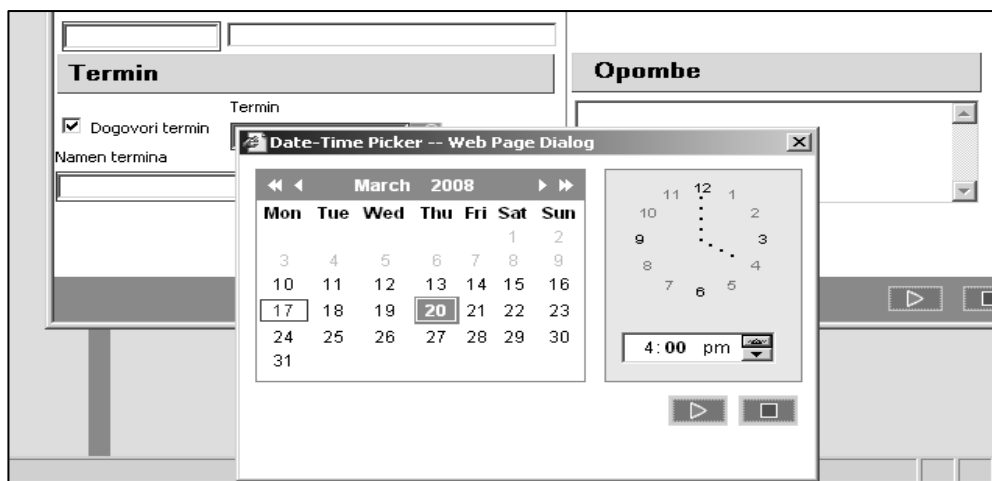 Termin
Opombe
Termin
Dogovori termin
Namen termina
Date-Time Picker -- Web Page Dialog
March 2008
Mon Tue Wed Thu Fri Sat Sun
1 2
3 4 5 6 7 8 9
10 11 12 13 14 15 16
17 18 19 20 21 22 23
24 25 26 27 28 29 30
31
12
11 1
10 2
9 3
8 4
7 5
6
4:00 pm